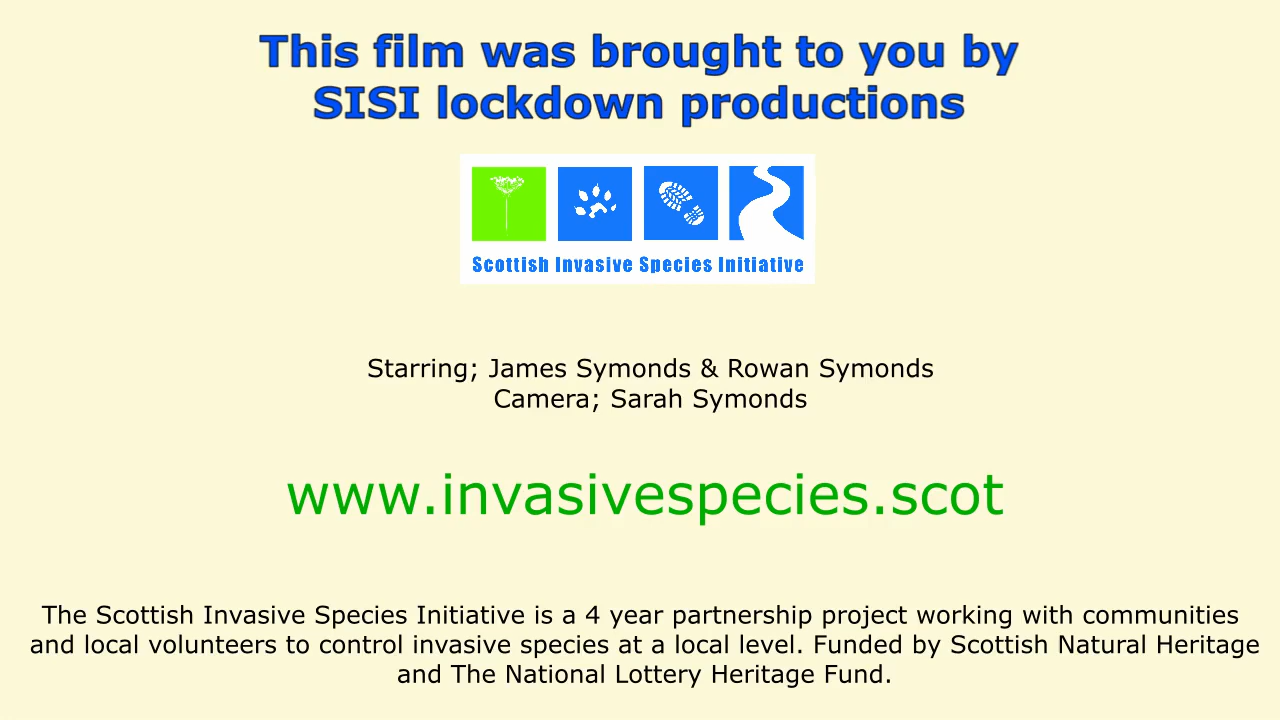 This film was brought to you by
SISI lockdown productions
Scottish Invasive Species Initiative
Starring; James Symonds & Rowan Symonds
Camera; Sarah Symonds
www.invasivespecies.scot
The Scottish Invasive Species Initiative is a 4 year partnership project working with communities
and local volunteers to control invasive species at a local level. Funded by Scottish Natural Heritage
and The National Lottery Heritage Fund.